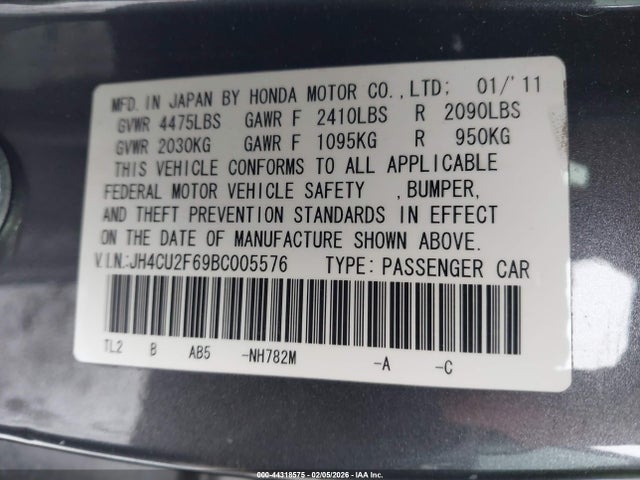 MFD. IN JAPAN BY HONDA MOTOR CO.,LTD; 01/'11
GVWR 4475LBS GAWR F 2410LBS R 2090LBS
GVWR 2030KG GAWR F 1095KG R 950KG
THIS VEHICLE CONFORMS TO ALL APPLICABLE
FEDERAL MOTOR VEHICLE SAFETY ,BUMPER,
AND THEFT PREVENTION STANDARDS IN EFFECT
ON THE DATE OF MANUFACTURE SHOWN ABOVE.
V.I.N.:JH4CU2F69BC005576 TYPE: PASSENGER CAR
TL2 B AB5 -NH782M -A -C
000-44318575 - 02/05/2026 - IAA Inc.